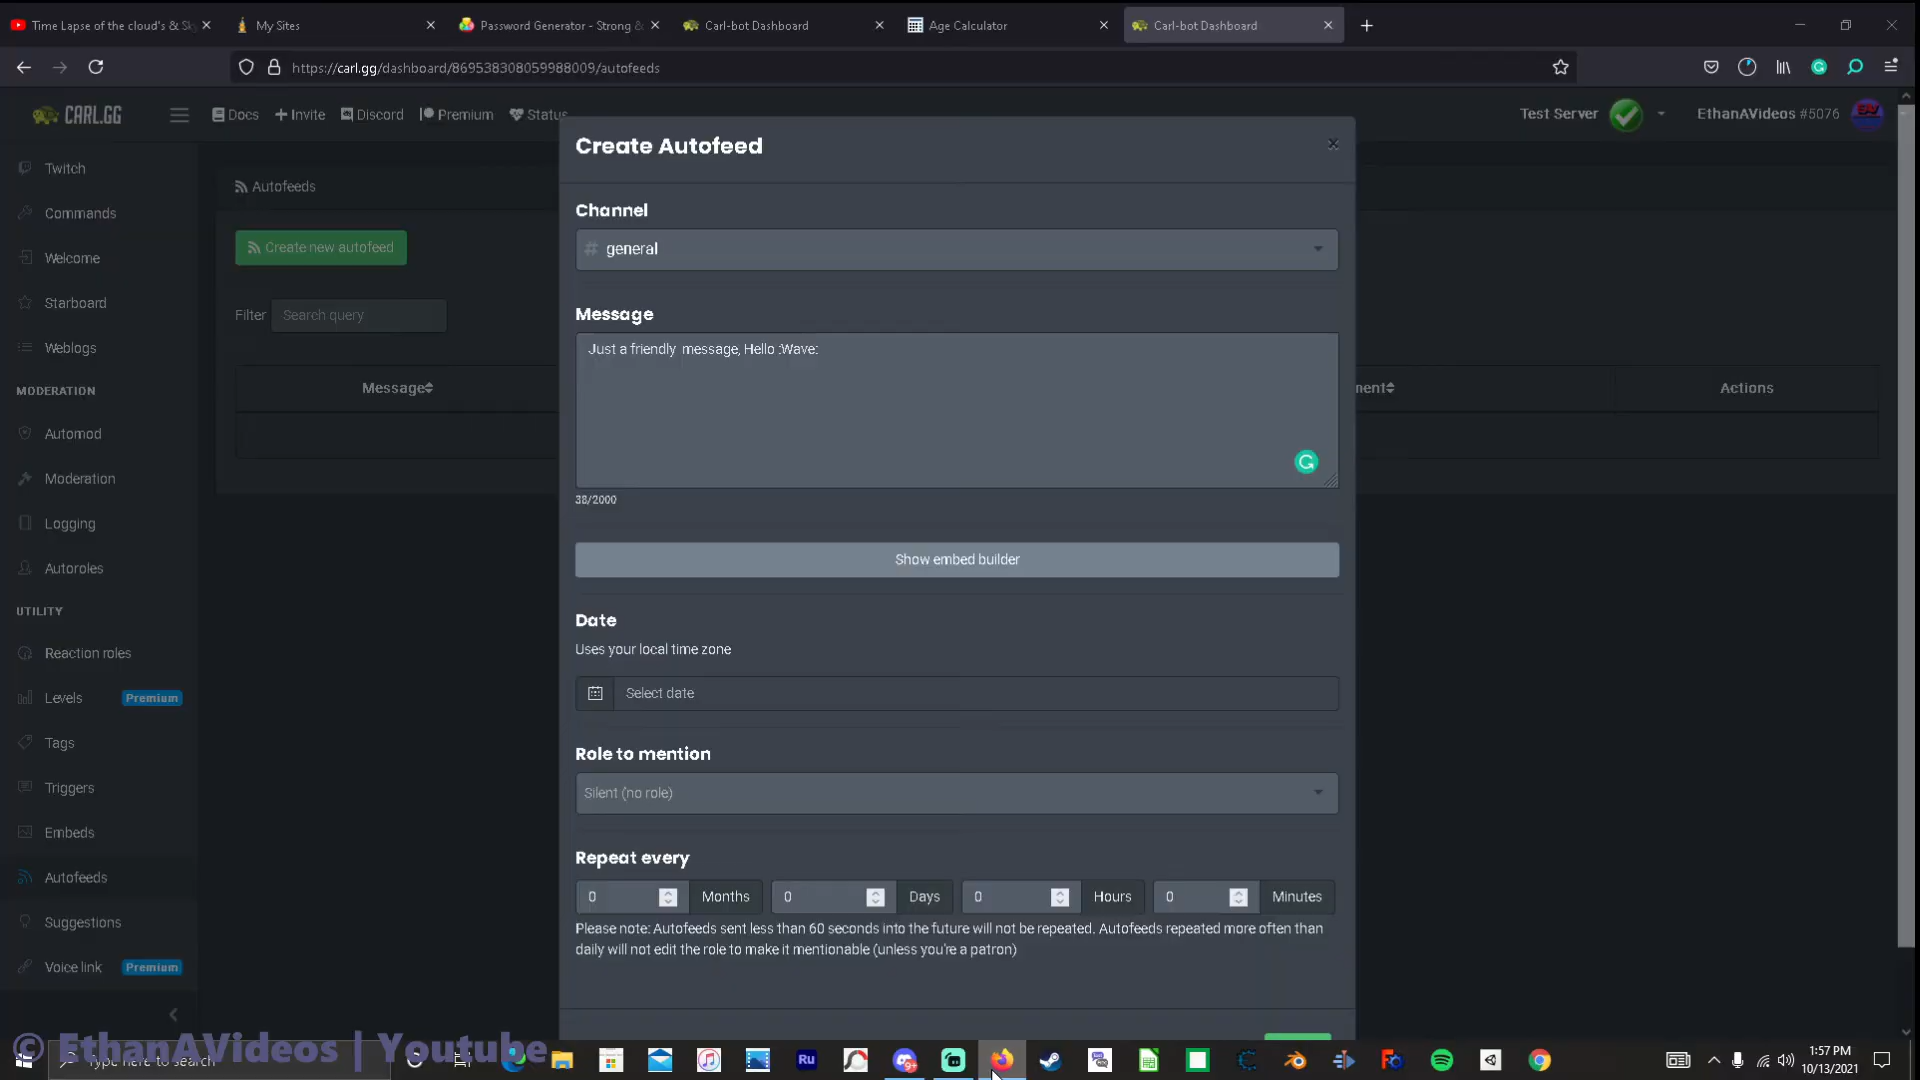 Time Lapse of the cloud's & Sk
My Sites
Password Generator - Strong &
Carl-bot Dashboard
Age Calculator
Carl-bot Dashboard
https://carl.gg/dashboard/869538308059988009/autofeeds
CARL.GG
Docs
Invite
Discord
Premium
Status
Test Server
EthanAVideos #5076
Twitch
Commands
Welcome
Starboard
Weblogs
MODERATION
Automod
Moderation
Logging
Autoroles
UTILITY
Reaction roles
Levels Premium
Tags
Triggers
Embeds
Autofeeds
Suggestions
Voice link Premium
Autofeeds
Create new autofeed
Filter Search query
Message
ment
Actions
Create Autofeed
Channel
# general
Message
Just a friendly  message, Hello :Wave:
38/2000
Show embed builder
Date
Uses your local time zone
Select date
Role to mention
Silent (no role)
Repeat every
0 Months 0 Days 0 Hours 0 Minutes
Please note: Autofeeds sent less than 60 seconds into the future will not be repeated. Autofeeds repeated more often than
daily will not edit the role to make it mentionable (unless you're a patron)
© EthanAVideos | Youtube
Type here to search
Ru
9+
1:57 PM
10/13/2021